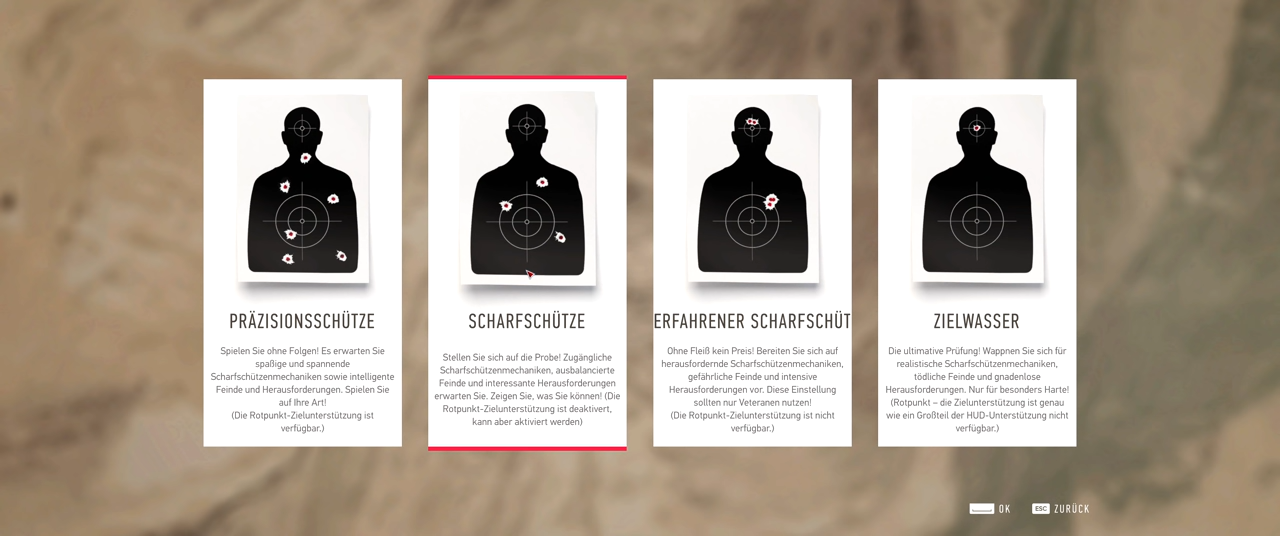 PRÄZISIONSSCHÜTZE
Spielen Sie ohne Folgen! Es erwarten Sie
spaßige und spannende
Scharfschützenmechaniken sowie intelligente
Feinde und Herausforderungen. Spielen Sie
auf Ihre Art!
(Die Rotpunkt-Zielunterstützung ist
verfügbar.)
SCHARFSCHÜTZE
Stellen Sie sich auf die Probe! Zugängliche
Scharfschützenmechaniken, ausbalancierte
Feinde und interessante Herausforderungen
erwarten Sie. Zeigen Sie, was Sie können! (Die
Rotpunkt-Zielunterstützung ist deaktiviert,
kann aber aktiviert werden)
ERFAHRENER SCHARFSCHÜT
Ohne Fleiß kein Preis! Bereiten Sie sich auf
herausfordernde Scharfschützenmechaniken,
gefährliche Feinde und intensive
Herausforderungen vor. Diese Einstellung
sollten nur Veteranen nutzen!
(Die Rotpunkt-Zielunterstützung ist nicht
verfügbar.)
ZIELWASSER
Die ultimative Prüfung! Wappnen Sie sich für
realistische Scharfschützenmechaniken,
tödliche Feinde und gnadenlose
Herausforderungen. Nur für besonders Harte!
(Rotpunkt – die Zielunterstützung ist genau
wie ein Großteil der HUD-Unterstützung nicht
verfügbar.)
OK
ESC ZURÜCK